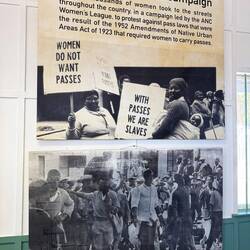 Campaign
thousands of women took to the streets
throughout the country, in a campaign led by the ANC
Women's League, to protest against pass laws that were
the result of the 1952 Amendments of Native Urban
Areas Act of 1923 that required women to carry passes.
WOMEN
DO NOT
WANT
PASSES
WITH
PASSES
WE ARE
SLAVES